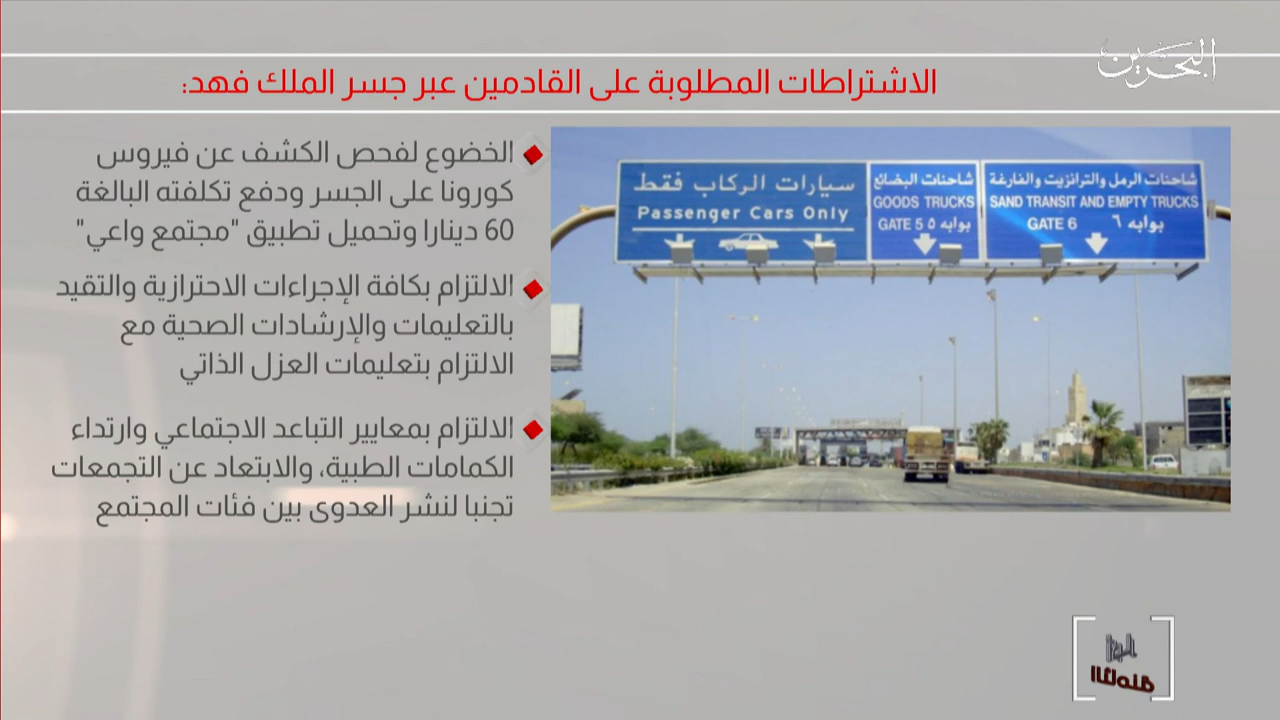 البحرين
الاشتراطات المطلوبة على القادمين عبر جسر الملك فهد:
الخضوع لفحص الكشف عن فيروس
كورونا على الجسر ودفع تكلفته البالغة
60 دينارا وتحميل تطبيق "مجتمع واعي"
الالتزام بكافة الإجراءات الاحترازية والتقيد
بالتعليمات والإرشادات الصحية مع
الالتزام بتعليمات العزل الذاتي
الالتزام بمعايير التباعد الاجتماعي وارتداء
الكمامات الطبية، والابتعاد عن التجمعات
تجنبا لنشر العدوى بين فئات المجتمع
شاحنات الرمل والترانزيت والفارغة
SAND TRANSIT AND EMPTY TRUCKS
GATE 6 بوابه ٦
شاحنات البضائع
GOODS TRUCKS
GATE 5 بوابه ٥
سيارات الركاب فقط
Passenger Cars Only